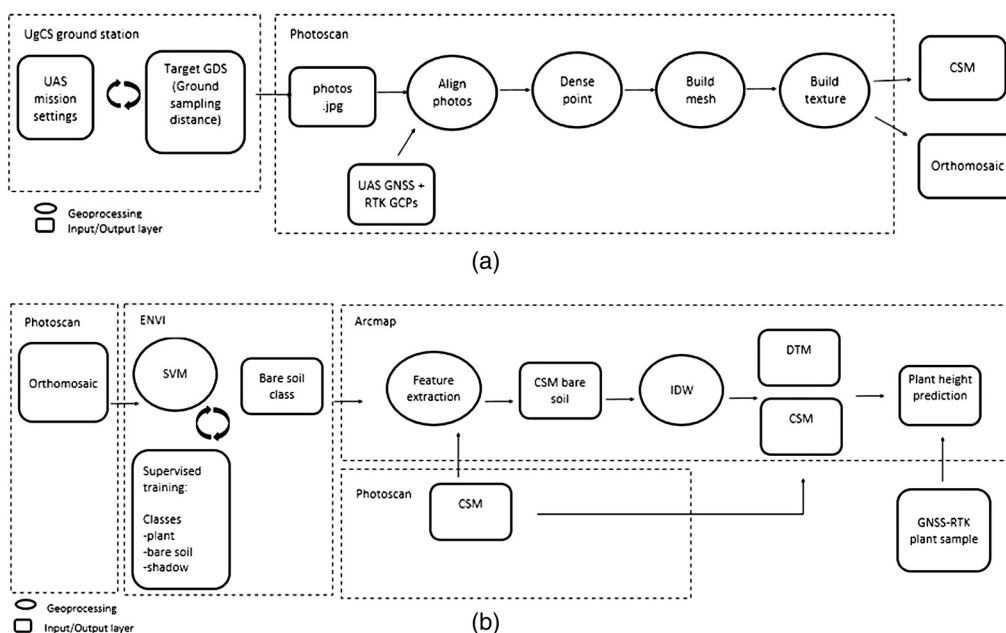 UgCS ground station
UAS
mission
settings
Target GDS
(Ground
sampling
distance)
Photoscan
photos
.jpg
Align
photos
Dense
point
Build
mesh
Build
texture
UAS GNSS +
RTK GCPs
CSM
Orthomosaic
Geoprocessing
Input/Output layer
(a)
Photoscan
Orthomosaic
ENVI
SVM
Bare soil
class
Supervised
training:
Classes
-plant
-bare soil
-shadow
Arcmap
Feature
extraction
CSM bare
soil
IDW
DTM
CSM
Plant height
prediction
Photoscan
CSM
GNSS-RTK
plant sample
Geoprocessing
Input/Output layer
(b)